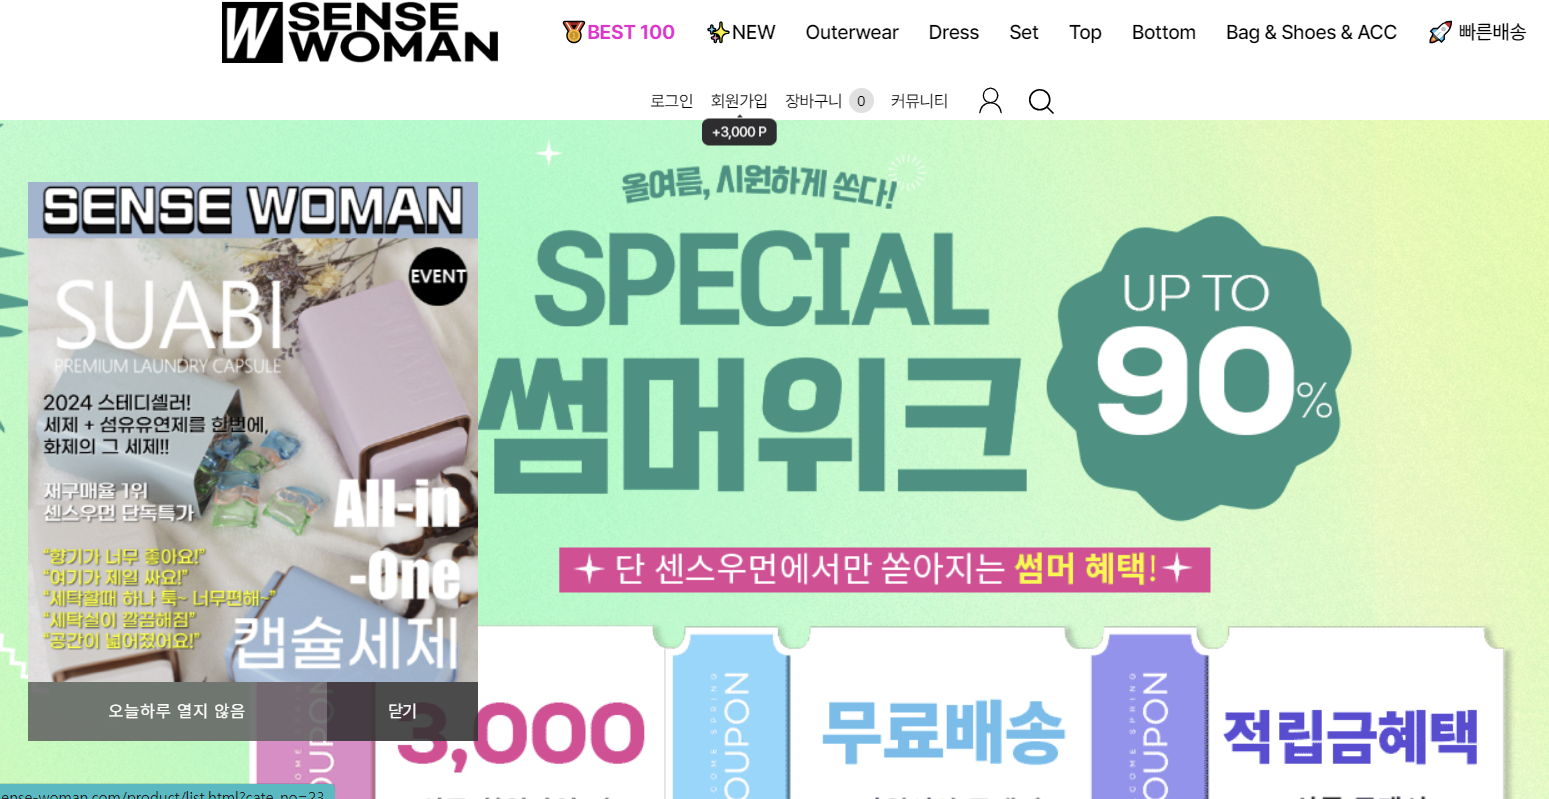 SENSE
WOMAN
BEST 100
NEW
Outerwear
Dress
Set
Top
Bottom
Bag & Shoes & ACC
빠른배송
로그인
회원가입
장바구니 0
커뮤니티
+3,000 P
올여름, 시원하게 쏜다!
SPECIAL
썸머위크
UP TO
90%
단 센스우먼에서만 쏟아지는 썸머 혜택!
SENSE WOMAN
EVENT
SUABI
PREMIUM LAUNDRY CAPSULE
2024 스테디셀러!
세제 + 섬유유연제를 한번에,
화제의 그 세제!!
재구매율 1위
센스우먼 단독특가
"향기가 너무 좋아요!"
"여기가 제일 싸요!"
"세탁할때 하나 툭~ 너무편해~"
"세탁실이 깔끔해짐"
"공간이 넓어졌어요!"
All-in
-One
캡슐세제
오늘하루 열지 않음
닫기
3,000
COUPON
무료배송
COME SPRING
COUPON
적립금혜택
ense-woman.com/product/list.html?cate_no=23